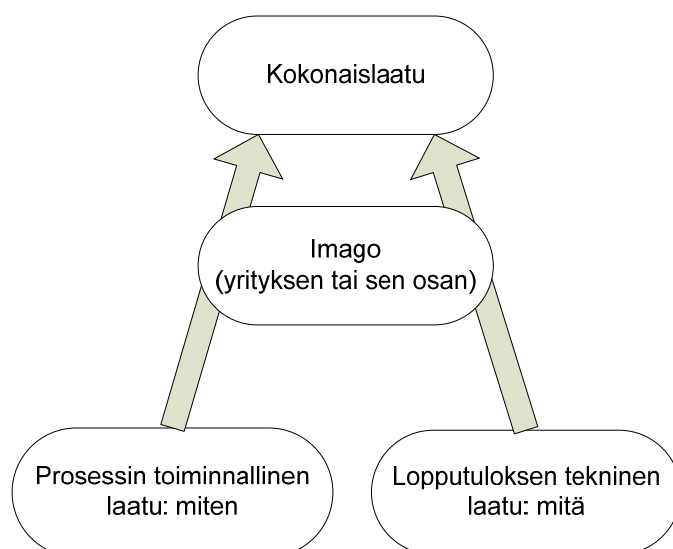 Kokonaislaatu
Imago
(yrityksen tai sen osan)
Prosessin toiminnallinen
laatu: miten
Lopputuloksen tekninen
laatu: mitä